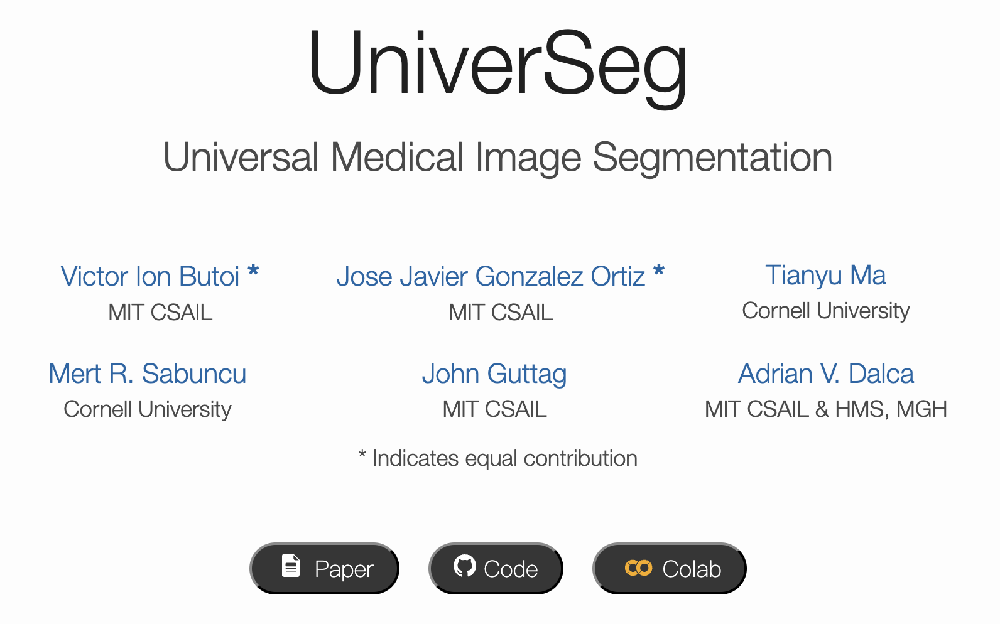 UniverSeg
Universal Medical Image Segmentation
Victor Ion Butoi * Jose Javier Gonzalez Ortiz * Tianyu Ma
MIT CSAIL MIT CSAIL Cornell University
Mert R. Sabuncu John Guttag Adrian V. Dalca
Cornell University MIT CSAIL MIT CSAIL & HMS, MGH
* Indicates equal contribution
Paper Code Colab